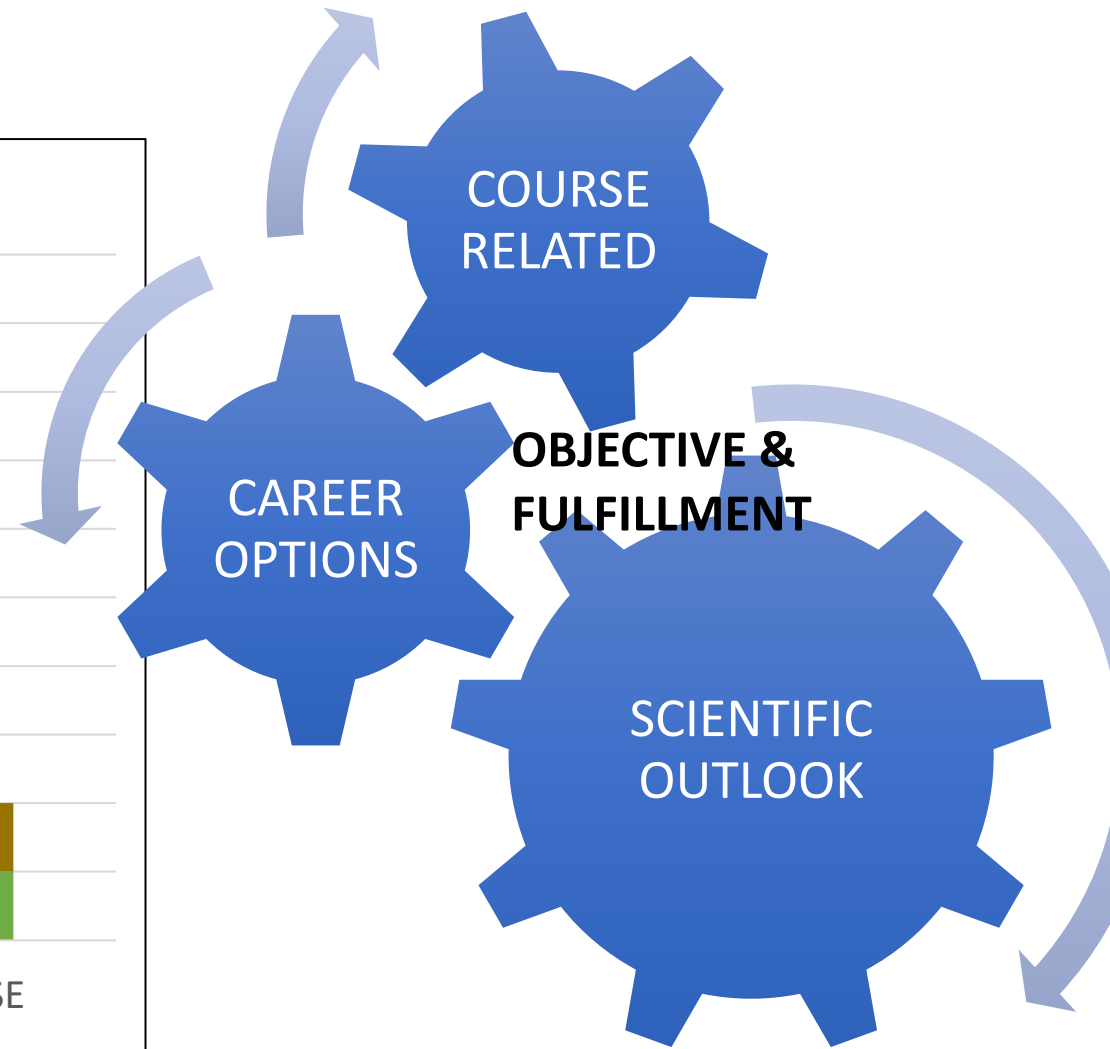 COURSE
RELATED
OBJECTIVE &
FULFILLMENT
CAREER
OPTIONS
SCIENTIFIC
OUTLOOK